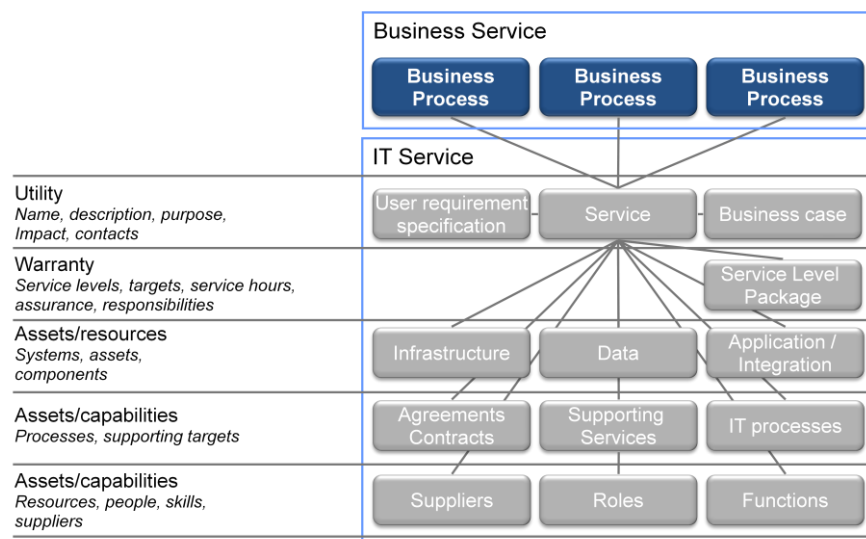 Business Service
Business
Process
Business
Process
Business
Process
IT Service
Utility
Name, description, purpose,
Impact, contacts
User requirement
specification
Service
Business case
Warranty
Service levels, targets, service hours,
assurance, responsibilities
Service Level
Package
Assets/resources
Systems, assets,
components
Infrastructure
Data
Application /
Integration
Assets/capabilities
Processes, supporting targets
Agreements
Contracts
Supporting
Services
IT processes
Assets/capabilities
Resources, people, skills,
suppliers
Suppliers
Roles
Functions